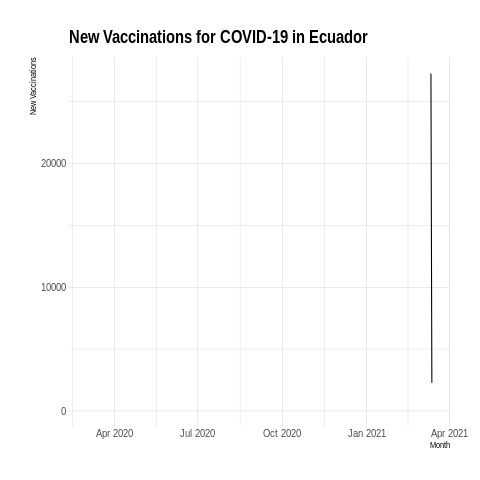 New Vaccinations for COVID-19 in Ecuador
New Vaccinations
20000
10000
0
Apr 2020 Jul 2020 Oct 2020 Jan 2021 Apr 2021
Month